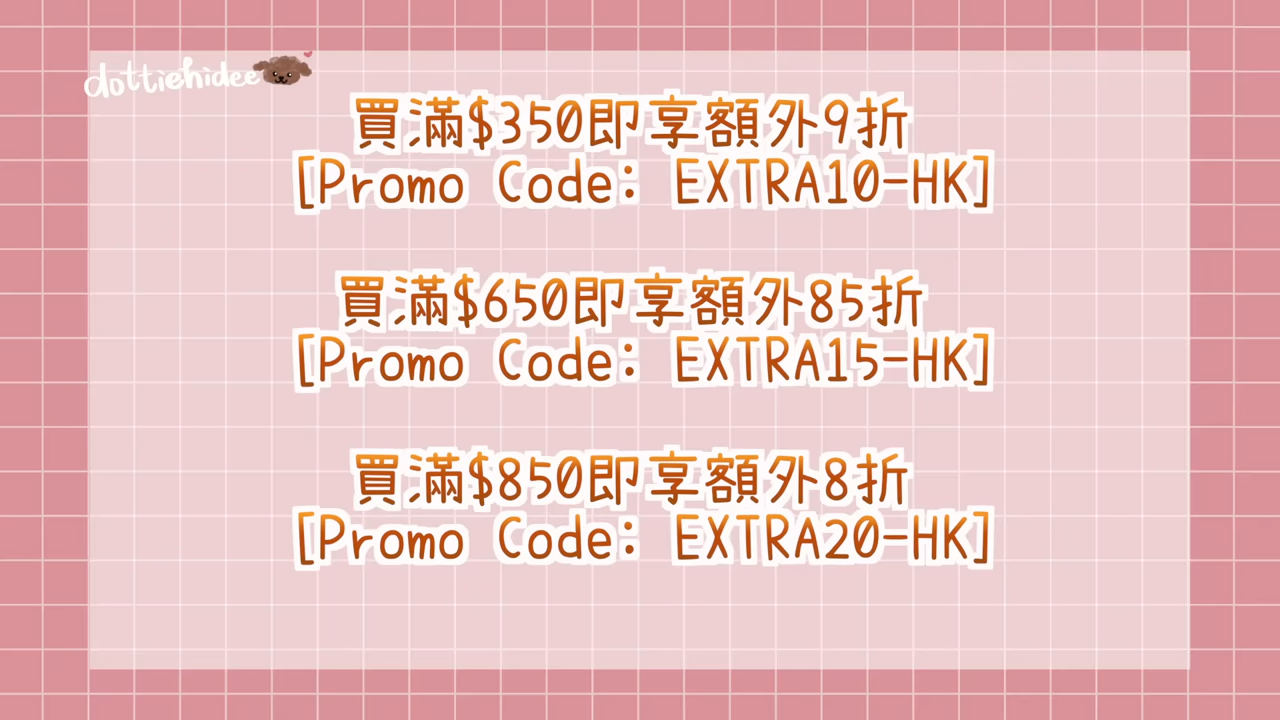 dottiehidee
買滿$350即享額外9折
[Promo Code: EXTRA10-HK]
買滿$650即享額外85折
[Promo Code: EXTRA15-HK]
買滿$850即享額外8折
[Promo Code: EXTRA20-HK]